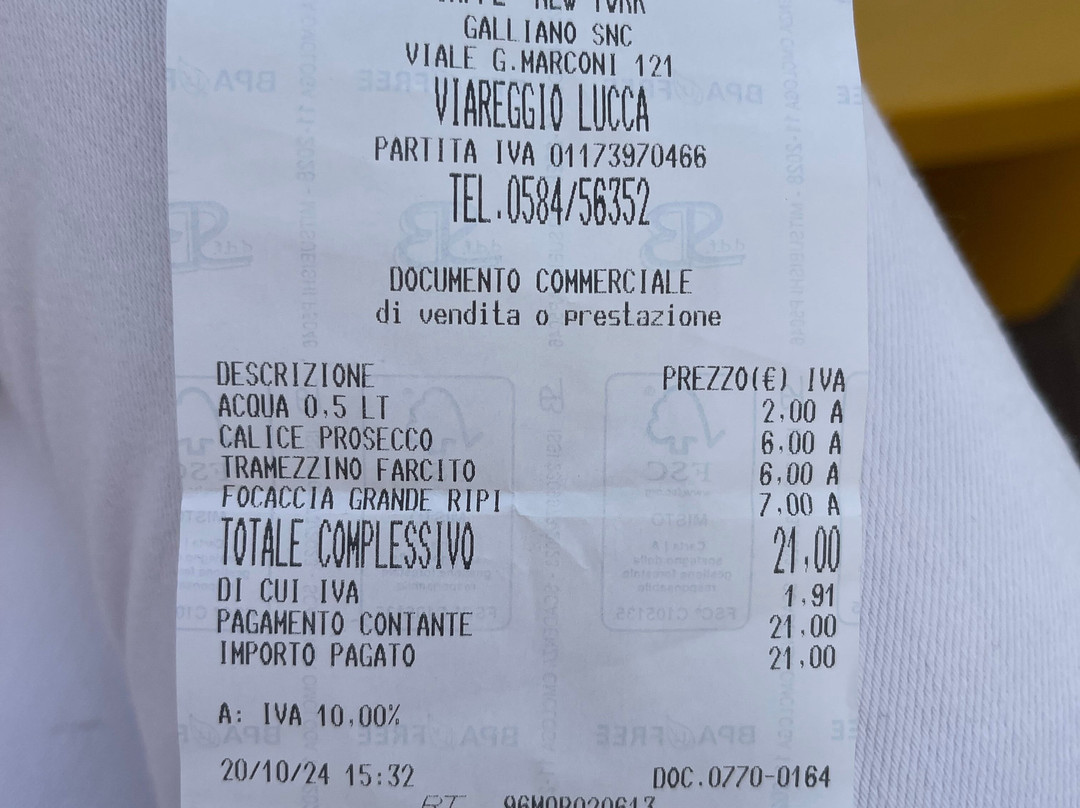 GALLIANO SNC
VIALE G.MARCONI 121
VIAREGGIO LUCCA
PARTITA IVA 01173970466
TEL.0584/56352
DOCUMENTO COMMERCIALE
di vendita o prestazione
DESCRIZIONE PREZZO(€) IVA
ACQUA 0,5 LT 2,00 A
CALICE PROSECCO 6,00 A
TRAMEZZINO FARCITO 6,00 A
FOCACCIA GRANDE RIPI 7,00 A
TOTALE COMPLESSIVO 21,00
DI CUI IVA 1,91
PAGAMENTO CONTANTE 21,00
IMPORTO PAGATO 21,00
A: IVA 10,00%
20/10/24 15:32 DOC.0770-0164